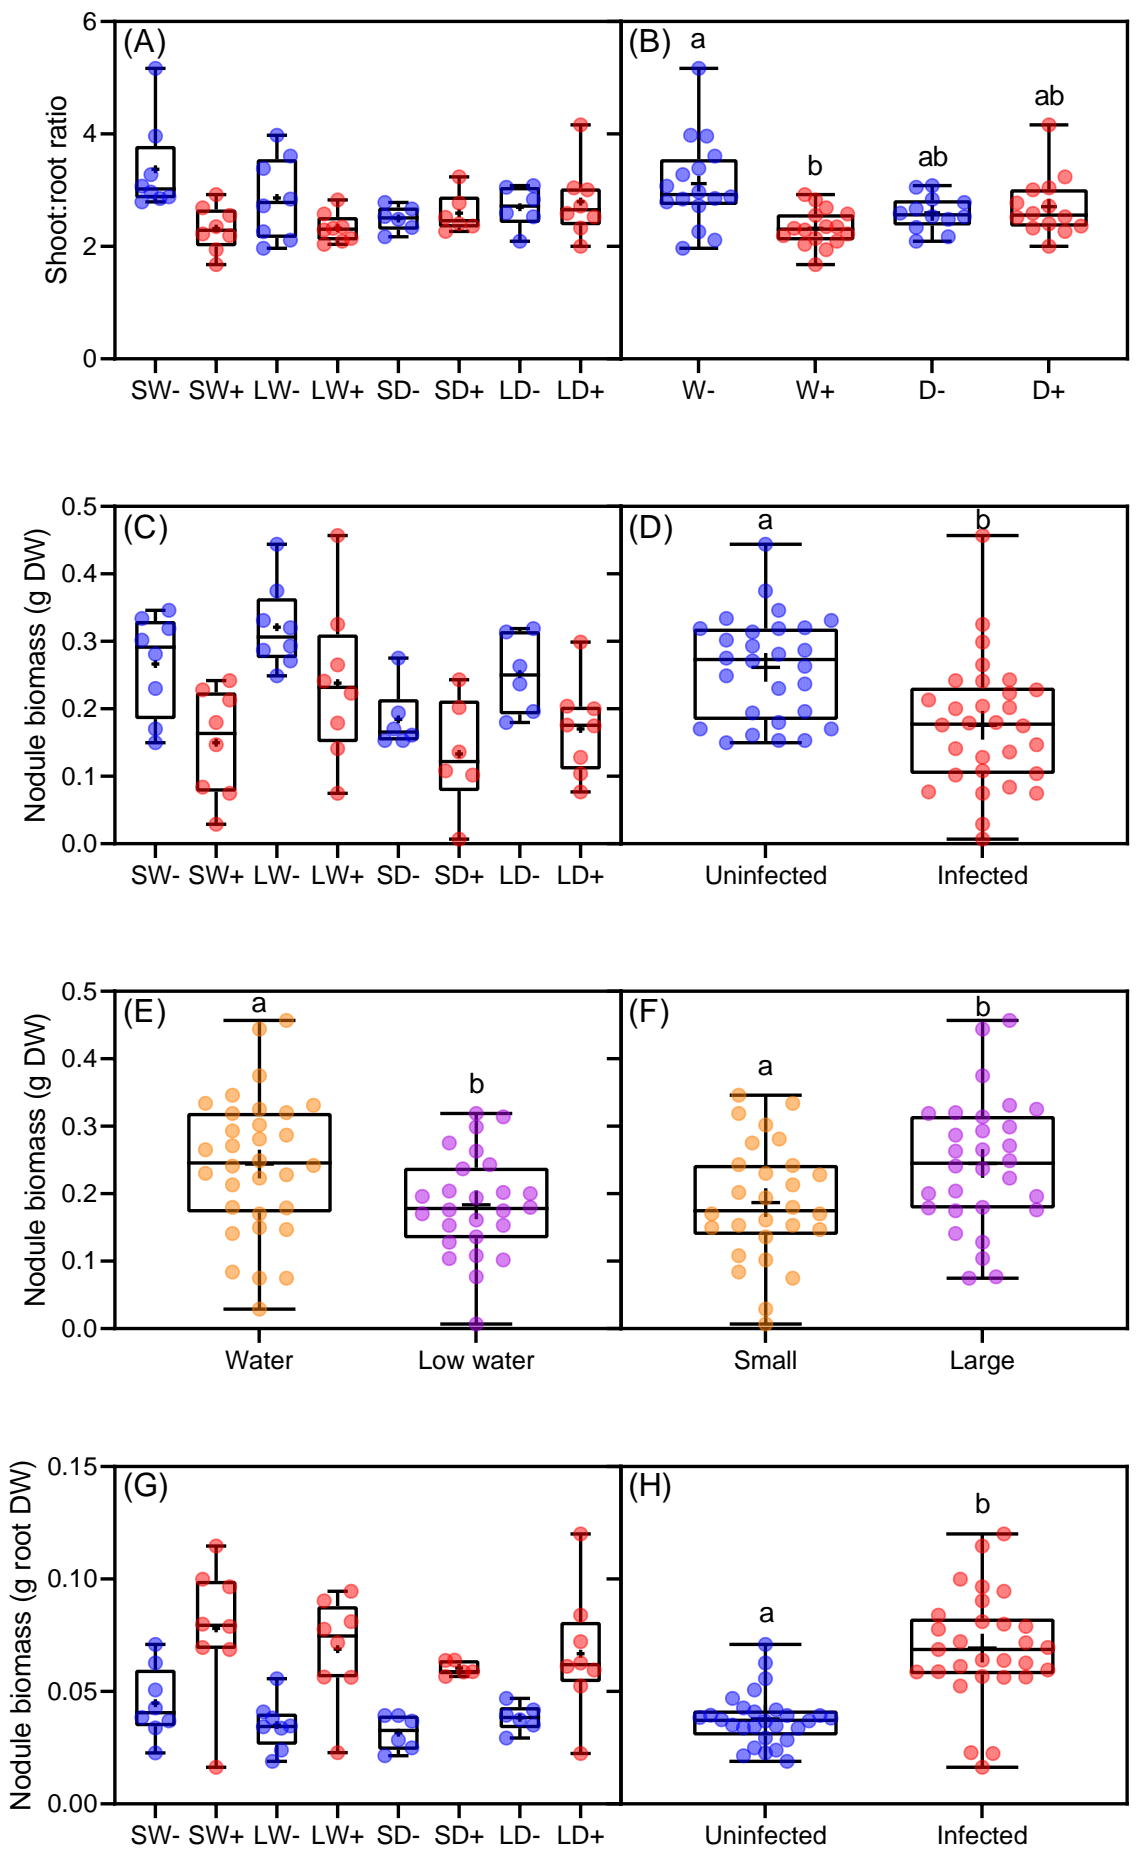 (A)
(B)
a
b
ab
ab
Shoot:root ratio
6
4
2
0
SW- SW+ LW- LW+ SD- SD+ LD- LD+
W- W+ D- D+
(C)
(D)
a
b
Nodule biomass (g DW)
0.5
0.4
0.3
0.2
0.1
0.0
SW- SW+ LW- LW+ SD- SD+ LD- LD+
Uninfected Infected
(E)
(F)
a
b
a
b
Nodule biomass (g DW)
0.5
0.4
0.3
0.2
0.1
0.0
Water Low water
Small Large
(G)
(H)
a
b
Nodule biomass (g root DW)
0.15
0.10
0.05
0.00
SW- SW+ LW- LW+ SD- SD+ LD- LD+
Uninfected Infected